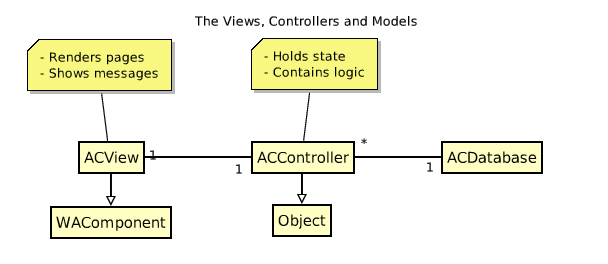 The Views, Controllers and Models
- Renders pages
- Shows messages
- Holds state
- Contains logic
ACView
1
1
ACController
*
1
ACDatabase
WAComponent
Object